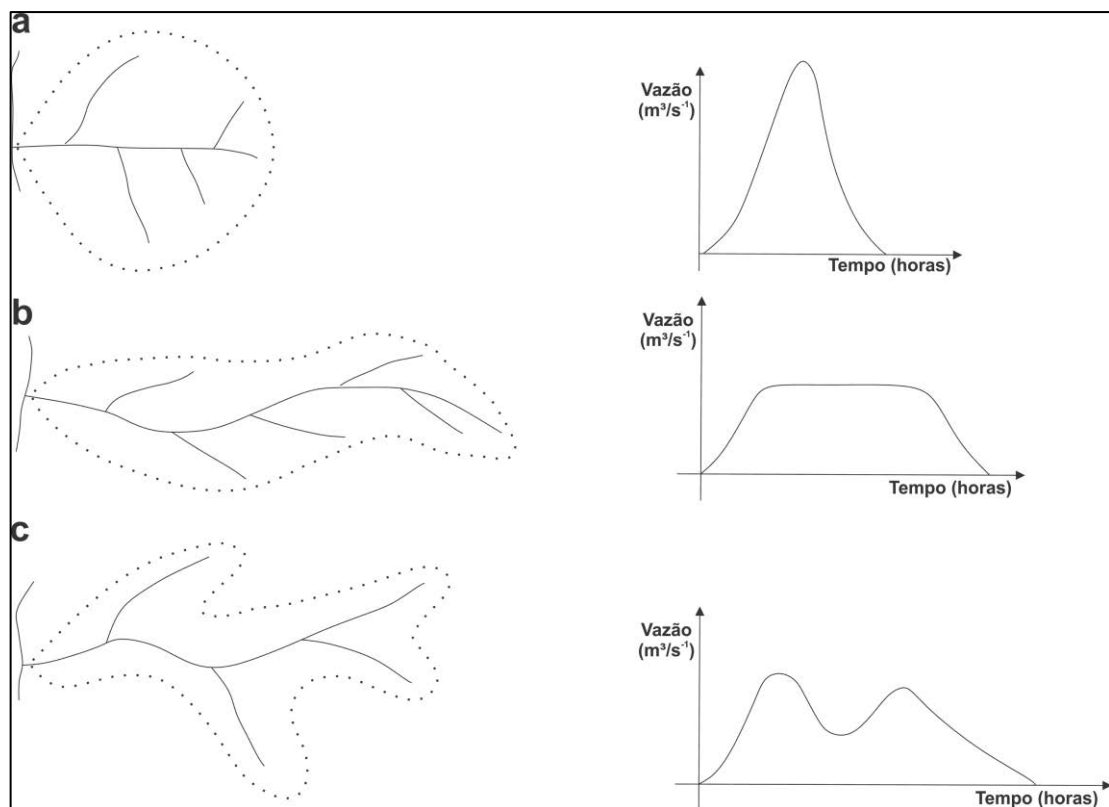 a
Vazão
(m³/s⁻¹)
Tempo (horas)
b
Vazão
(m³/s⁻¹)
Tempo (horas)
c
Vazão
(m³/s⁻¹)
Tempo (horas)